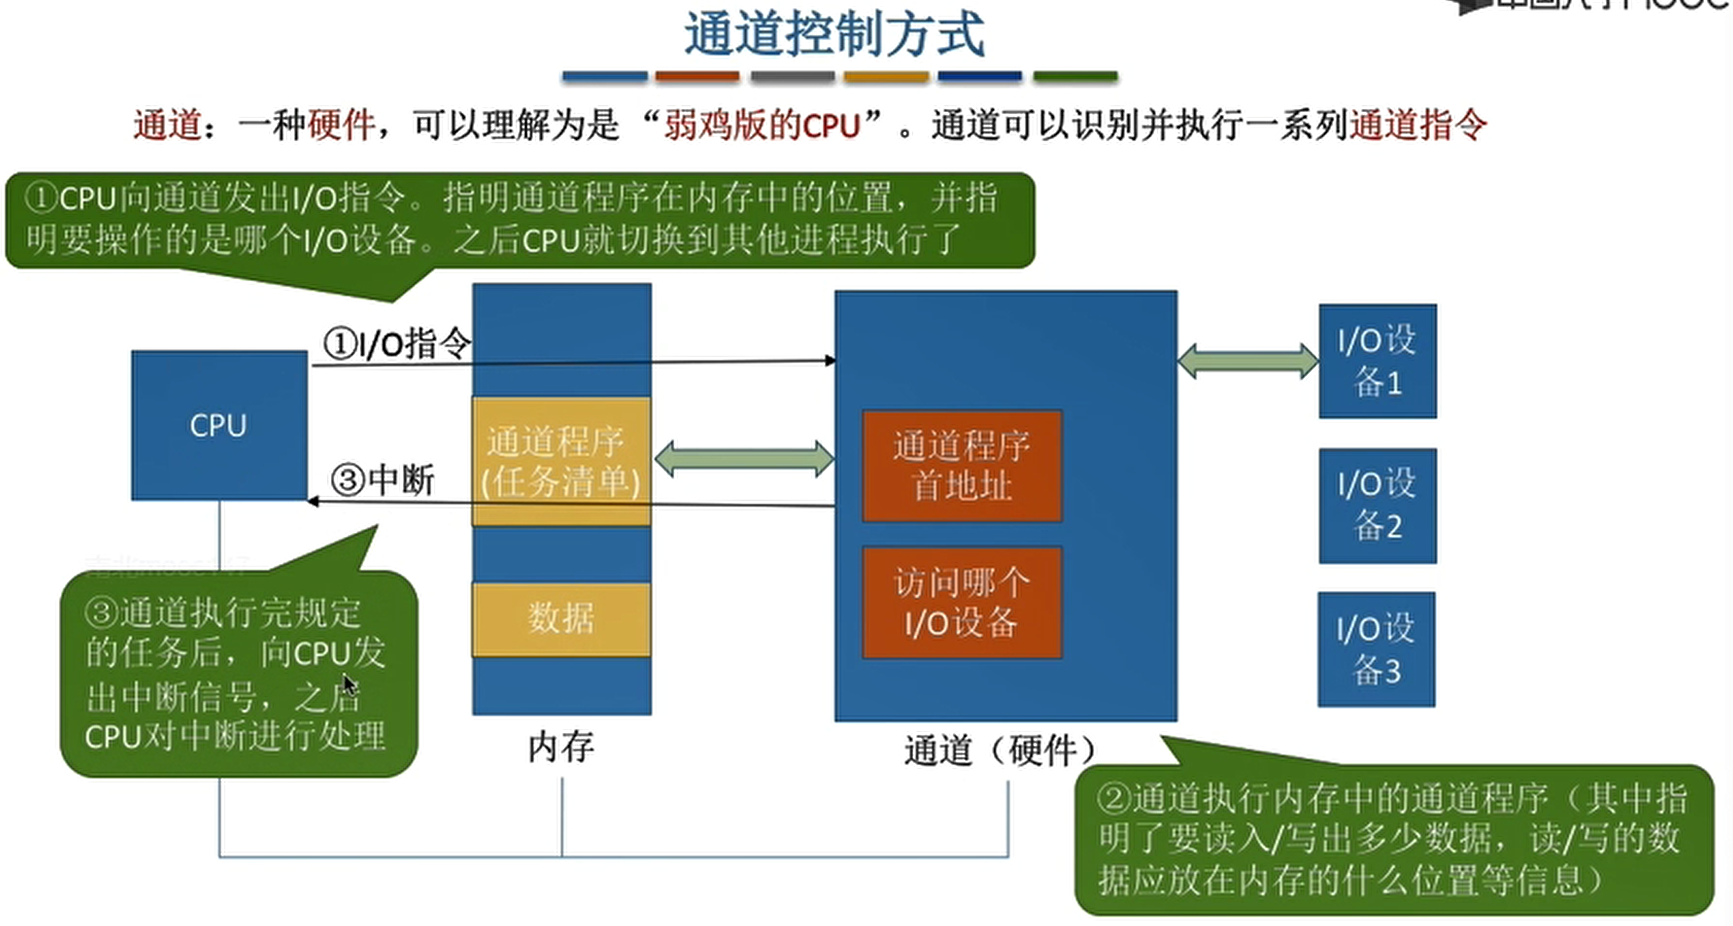 通道控制方式
通道：一种硬件，可以理解为是“弱鸡版的CPU”。通道可以识别并执行一系列通道指令
①CPU向通道发出I/O指令。指明通道程序在内存中的位置，并指
明要操作的是哪个I/O设备。之后CPU就切换到其他进程执行了
①I/O指令
CPU
③中断
通道程序
(任务清单)
数据
内存
通道程序
首地址
访问哪个
I/O设备
通道（硬件）
I/O设
备1
I/O设
备2
I/O设
备3
③通道执行完规定
的任务后，向CPU发
出中断信号，之后
CPU对中断进行处理
②通道执行内存中的通道程序（其中指
明了要读入/写出多少数据，读/写的数
据应放在内存的什么位置等信息）